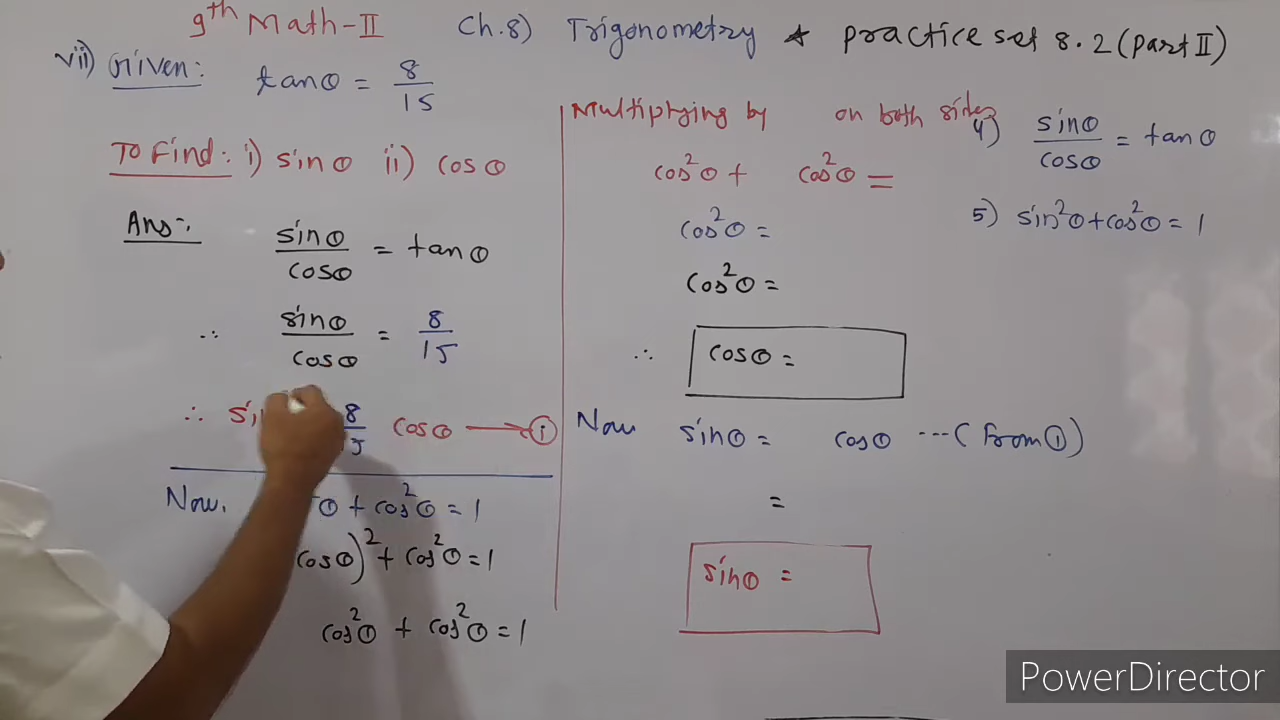 9th Math-II Ch.8) Trigonometry * practice set 8.2 (Part II)
vii) Given: tanθ = 8/15
To Find: i) sinθ ii) cosθ
Ans:-
sinθ/cosθ = tanθ
∴ sinθ/cosθ = 8/15
∴ 8/15 cosθ → ①
Now. θ + cos²θ = 1
cosθ)² + cos²θ = 1
cos²θ + cos²θ = 1
Multiplying by on both sides
cos²θ + cos²θ =
cos²θ =
cos²θ =
∴ cosθ =
Now sinθ = cosθ ---(From ①)
=
sinθ =
4) sinθ/cosθ = tanθ
5) sin²θ + cos²θ = 1
PowerDirector